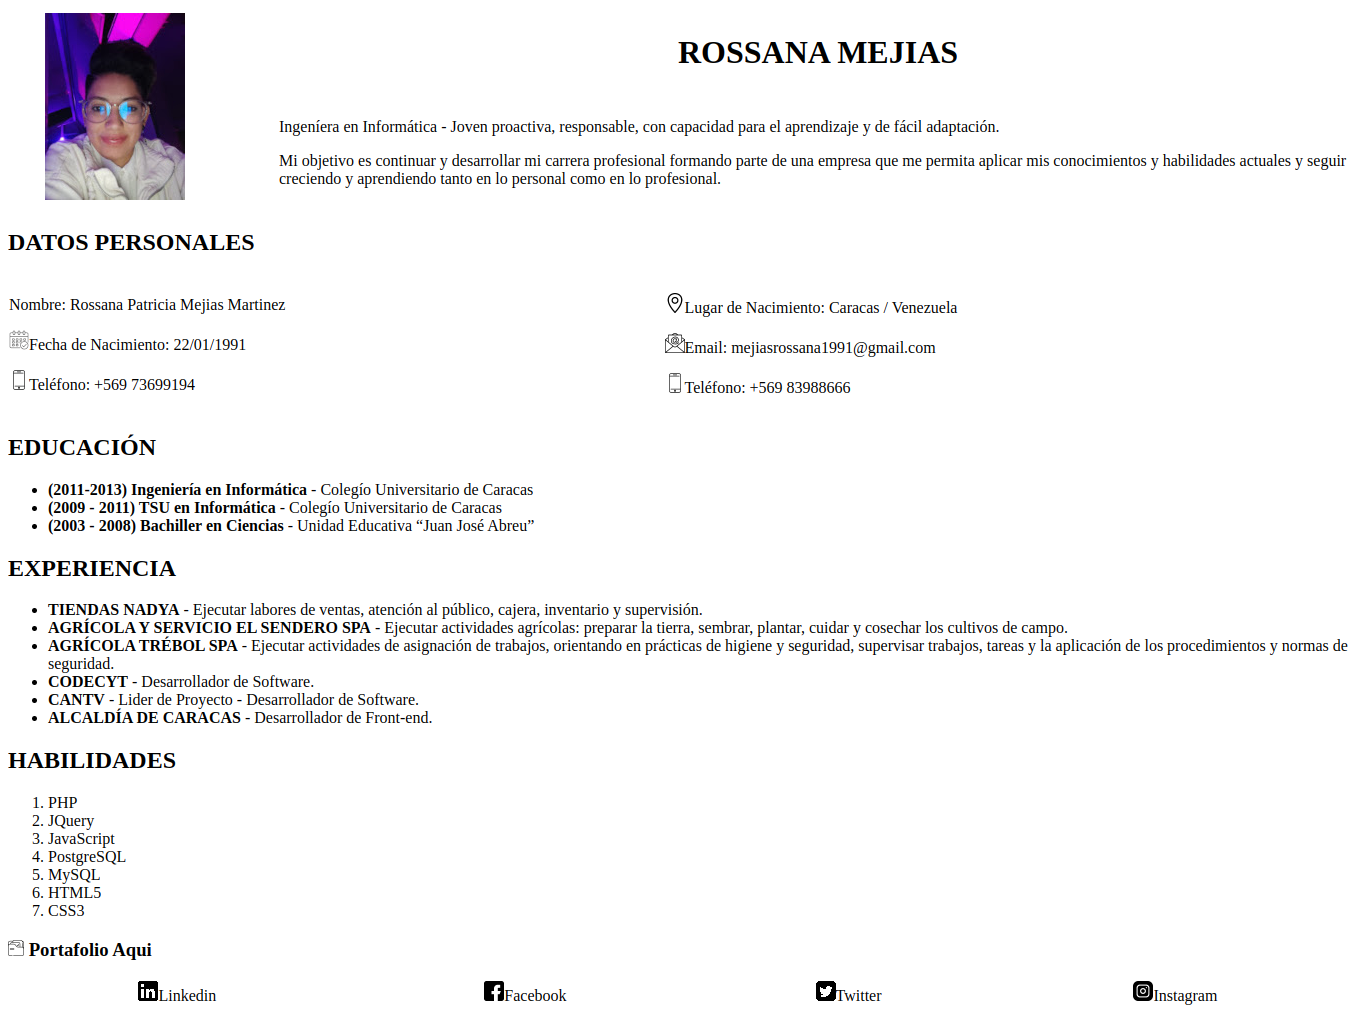 ROSSANA MEJIAS
Ingeníera en Informática - Joven proactiva, responsable, con capacidad para el aprendizaje y de fácil adaptación.
Mi objetivo es continuar y desarrollar mi carrera profesional formando parte de una empresa que me permita aplicar mis conocimientos y habilidades actuales y seguir
creciendo y aprendiendo tanto en lo personal como en lo profesional.
DATOS PERSONALES
Nombre: Rossana Patricia Mejias Martinez
Fecha de Nacimiento: 22/01/1991
Teléfono: +569 73699194
Lugar de Nacimiento: Caracas / Venezuela
Email: mejiasrossana1991@gmail.com
Teléfono: +569 83988666
EDUCACIÓN
• (2011-2013) Ingeniería en Informática - Colegío Universitario de Caracas
• (2009 - 2011) TSU en Informática - Colegío Universitario de Caracas
• (2003 - 2008) Bachiller en Ciencias - Unidad Educativa “Juan José Abreu”
EXPERIENCIA
• TIENDAS NADYA - Ejecutar labores de ventas, atención al público, cajera, inventario y supervisión.
• AGRÍCOLA Y SERVICIO EL SENDERO SPA - Ejecutar actividades agrícolas: preparar la tierra, sembrar, plantar, cuidar y cosechar los cultivos de campo.
• AGRÍCOLA TRÉBOL SPA - Ejecutar actividades de asignación de trabajos, orientando en prácticas de higiene y seguridad, supervisar trabajos, tareas y la aplicación de los procedimientos y normas de
seguridad.
• CODECYT - Desarrollador de Software.
• CANTV - Lider de Proyecto - Desarrollador de Software.
• ALCALDÍA DE CARACAS - Desarrollador de Front-end.
HABILIDADES
1. PHP
2. JQuery
3. JavaScript
4. PostgreSQL
5. MySQL
6. HTML5
7. CSS3
Portafolio Aqui
Linkedin Facebook Twitter Instagram